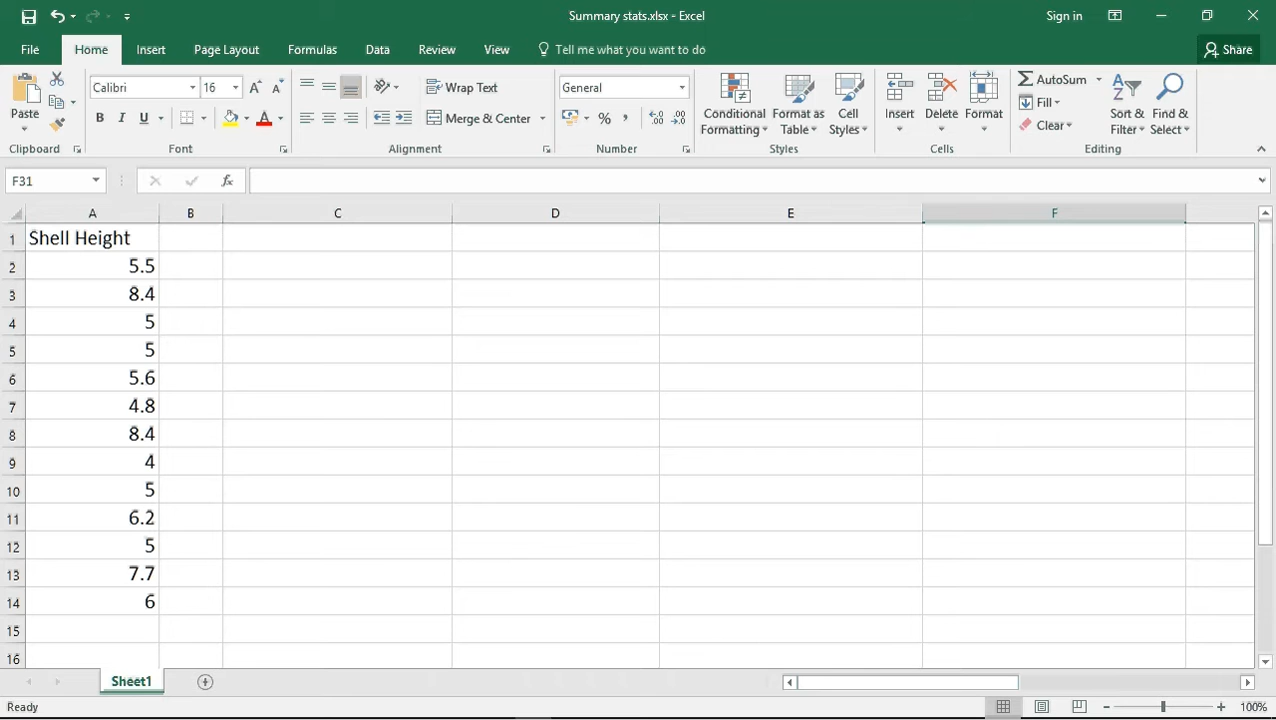 Summary stats.xlsx - Excel
Sign in
File Home Insert Page Layout Formulas Data Review View Tell me what you want to do Share
Paste
Clipboard
Calibri 16
B I U A
Font
Wrap Text
Merge & Center
Alignment
General
% ,
Number
Conditional Formatting
Format as Table
Cell Styles
Styles
Insert
Delete
Format
Cells
AutoSum
Fill
Clear
Sort & Filter
Find & Select
Editing
F31
fx
A B C D E F
1 Shell Height
2 5.5
3 8.4
4 5
5 5
6 5.6
7 4.8
8 8.4
9 4
10 5
11 6.2
12 5
13 7.7
14 6
15
16
Sheet1
Ready
100%